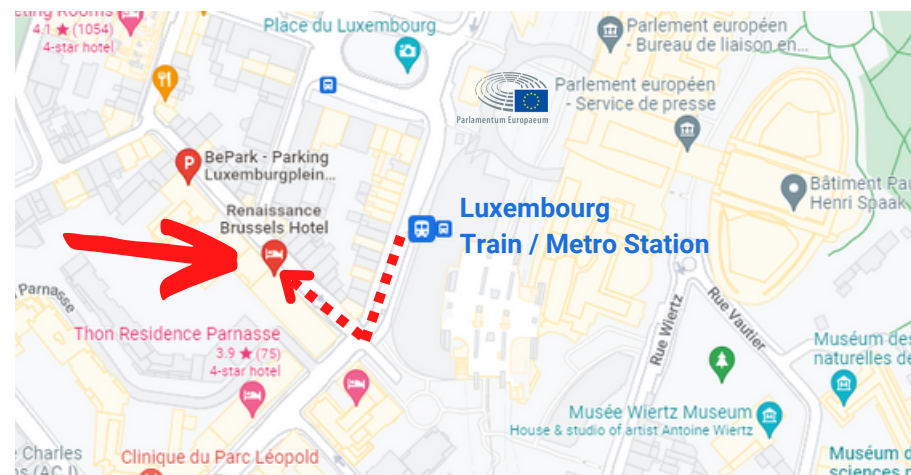 eting Rooms
4.1 ★ (1054)
4-star hotel
Place du Luxembourg
Parlement européen
- Bureau de liaison en...
Parlement européen
- Service de presse
Parlamentum Europaeum
P
BePark - Parking
Luxemburgplein...
Bâtiment Pau
Henri Spaak
Renaissance
Brussels Hotel
Luxembourg
Train / Metro Station
Parnasse
Rue Wiertz
Rue Vautier
Thon Residence Parnasse
3.9 ★ (75)
4-star hotel
Muséum des
naturelles de
Musée Wiertz Museum
House & studio of artist Antoine Wiertz
Charles
Clinique du Parc Léopold
Muséum d
sciences n